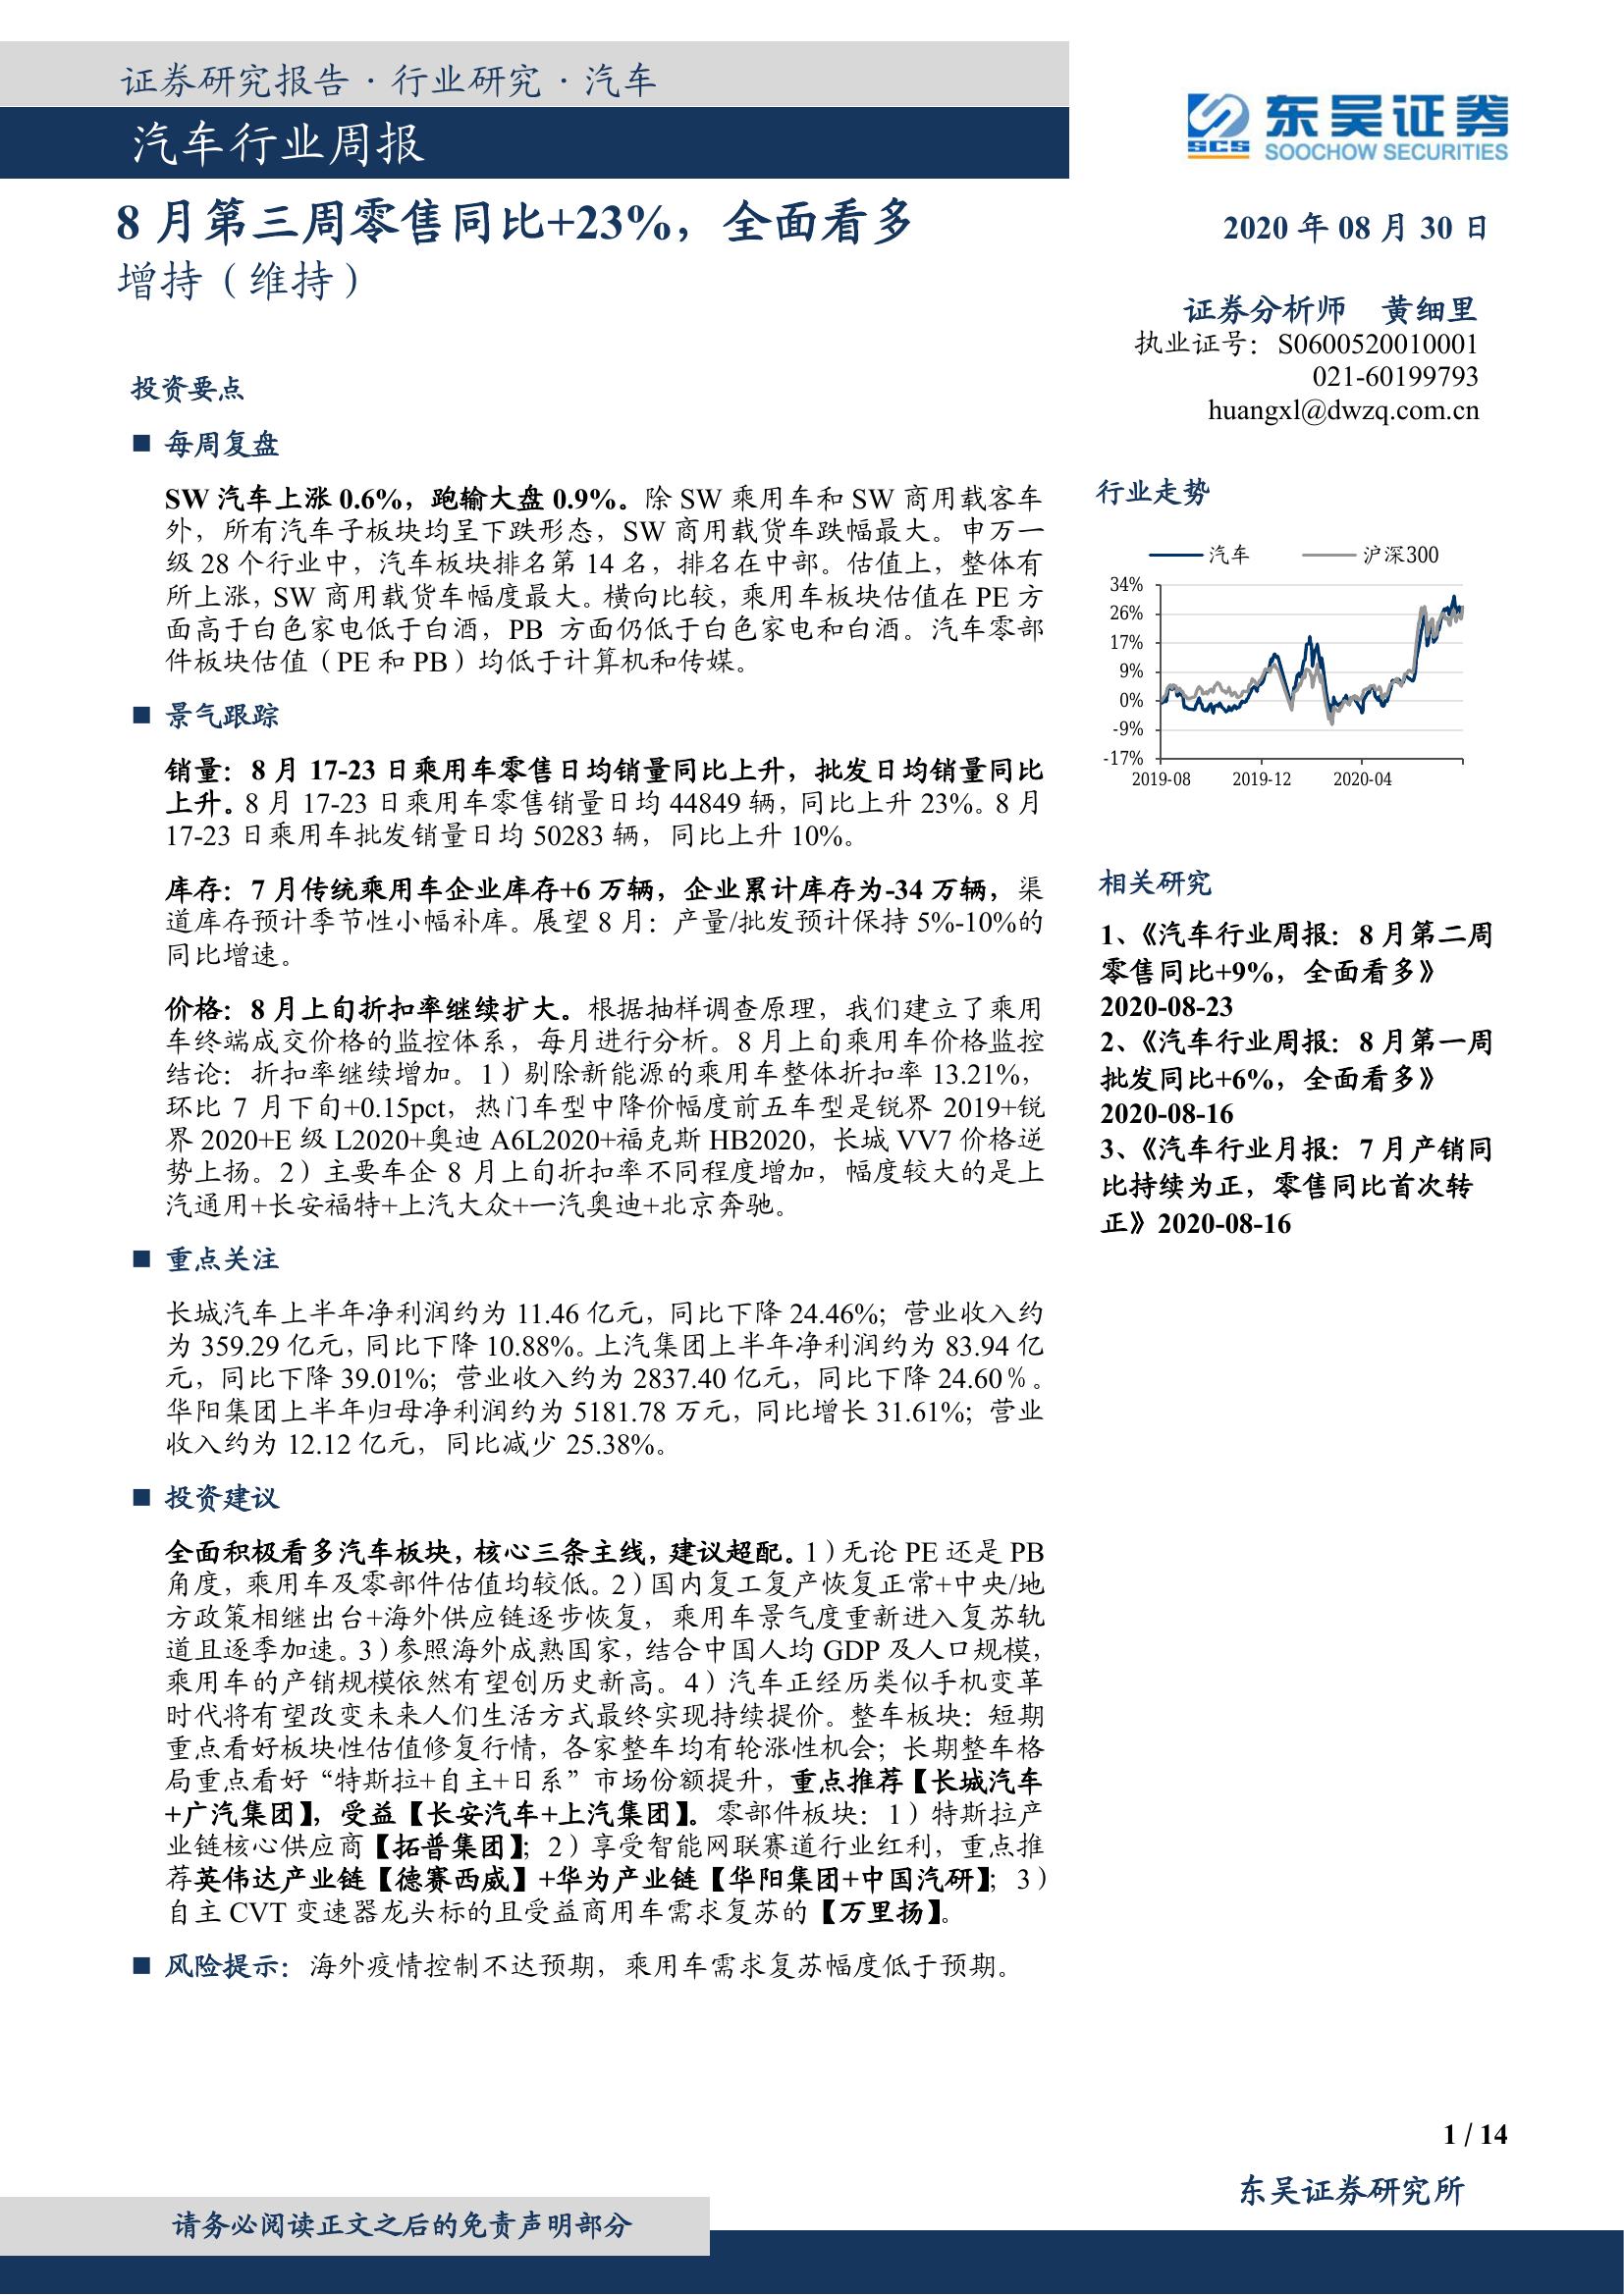 证券研究报告·行业研究·汽车
汽车行业周报
8 月第三周零售同比+23%，全面看多
增持（维持）
投资要点
■ 每周复盘
SW 汽车上涨 0.6%，跑输大盘 0.9%。除 SW 乘用车和 SW 商用载客车
外，所有汽车子板块均呈下跌形态，SW 商用载货车跌幅最大。申万一
级 28 个行业中，汽车板块排名第 14 名，排名在中部。估值上，整体有
所上涨，SW 商用载货车幅度最大。横向比较，乘用车板块估值在 PE 方
面高于白色家电低于白酒，PB 方面仍低于白色家电和白酒。汽车零部
件板块估值（PE 和 PB）均低于计算机和传媒。
■ 景气跟踪
销量：8 月 17-23 日乘用车零售日均销量同比上升，批发日均销量同比
上升。8 月 17-23 日乘用车零售销量日均 44849 辆，同比上升 23%。8 月
17-23 日乘用车批发销量日均 50283 辆，同比上升 10%。
库存：7 月传统乘用车企业库存+6 万辆，企业累计库存为-34 万辆，渠
道库存预计季节性小幅补库。展望 8 月：产量/批发预计保持 5%-10%的
同比增速。
价格：8 月上旬折扣率继续扩大。根据抽样调查原理，我们建立了乘用
车终端成交价格的监控体系，每月进行分析。8 月上旬乘用车价格监控
结论：折扣率继续增加。1）剔除新能源的乘用车整体折扣率 13.21%，
环比 7 月下旬+0.15pct，热门车型中降价幅度前五车型是锐界 2019+锐
界 2020+E 级 L2020+奥迪 A6L2020+福克斯 HB2020，长城 VV7 价格逆
势上扬。2）主要车企 8 月上旬折扣率不同程度增加，幅度较大的是上
汽通用+长安福特+上汽大众+一汽奥迪+北京奔驰。
■ 重点关注
长城汽车上半年净利润约为 11.46 亿元，同比下降 24.46%；营业收入约
为 359.29 亿元，同比下降 10.88%。上汽集团上半年净利润约为 83.94 亿
元，同比下降 39.01%；营业收入约为 2837.40 亿元，同比下降 24.60％。
华阳集团上半年归母净利润约为 5181.78 万元，同比增长 31.61%；营业
收入约为 12.12 亿元，同比减少 25.38%。
■ 投资建议
全面积极看多汽车板块，核心三条主线，建议超配。1）无论 PE 还是 PB
角度，乘用车及零部件估值均较低。2）国内复工复产恢复正常+中央/地
方政策相继出台+海外供应链逐步恢复，乘用车景气度重新进入复苏轨
道且逐季加速。3）参照海外成熟国家，结合中国人均 GDP 及人口规模，
乘用车的产销规模依然有望创历史新高。4）汽车正经历类似手机变革
时代将有望改变未来人们生活方式最终实现持续提价。整车板块：短期
重点看好板块性估值修复行情，各家整车均有轮涨性机会；长期整车格
局重点看好“特斯拉+自主+日系”市场份额提升，重点推荐【长城汽车
+广汽集团】，受益【长安汽车+上汽集团】。零部件板块：1）特斯拉产
业链核心供应商【拓普集团】；2）享受智能网联赛道行业红利，重点推
荐英伟达产业链【德赛西威】+华为产业链【华阳集团+中国汽研】；3）
自主 CVT 变速器龙头标的且受益商用车需求复苏的【万里扬】。
■ 风险提示：海外疫情控制不达预期，乘用车需求复苏幅度低于预期。
东吴证券
SCS SOOCHOW SECURITIES
2020 年 08 月 30 日
证券分析师 黄细里
执业证号：S0600520010001
021-60199793
huangxl@dwzq.com.cn
行业走势
汽车 沪深300
34%
26%
17%
9%
0%
-9%
-17%
2019-08 2019-12 2020-04
相关研究
1、《汽车行业周报：8 月第二周
零售同比+9%，全面看多》
2020-08-23
2、《汽车行业周报：8 月第一周
批发同比+6%，全面看多》
2020-08-16
3、《汽车行业月报：7 月产销同
比持续为正，零售同比首次转
正》2020-08-16
1 / 14
东吴证券研究所
请务必阅读正文之后的免责声明部分